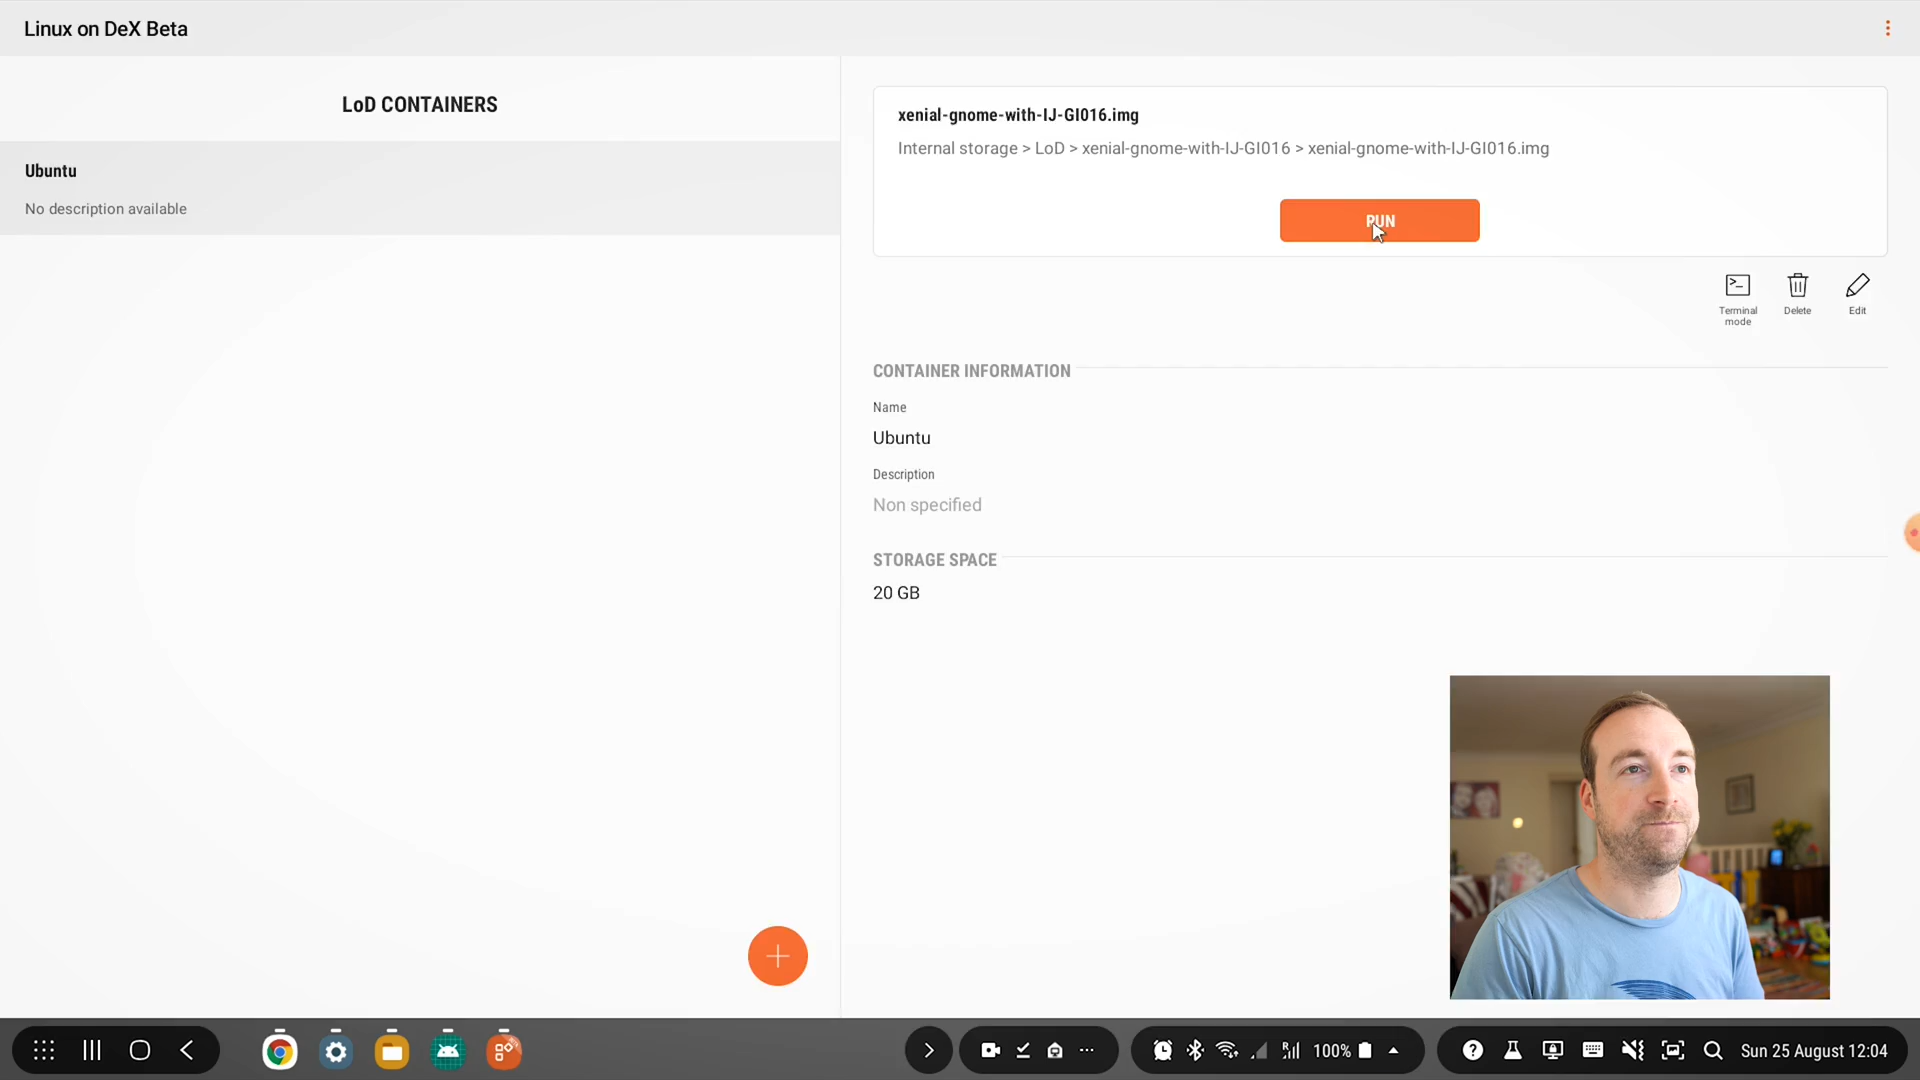 Linux on DeX Beta
LoD CONTAINERS
Ubuntu
No description available
xenial-gnome-with-IJ-GI016.img
Internal storage > LoD > xenial-gnome-with-IJ-GI016 > xenial-gnome-with-IJ-GI016.img
RUN
Terminal
mode
Delete
Edit
CONTAINER INFORMATION
Name
Ubuntu
Description
Non specified
STORAGE SPACE
20 GB
100%
Sun 25 August 12:04